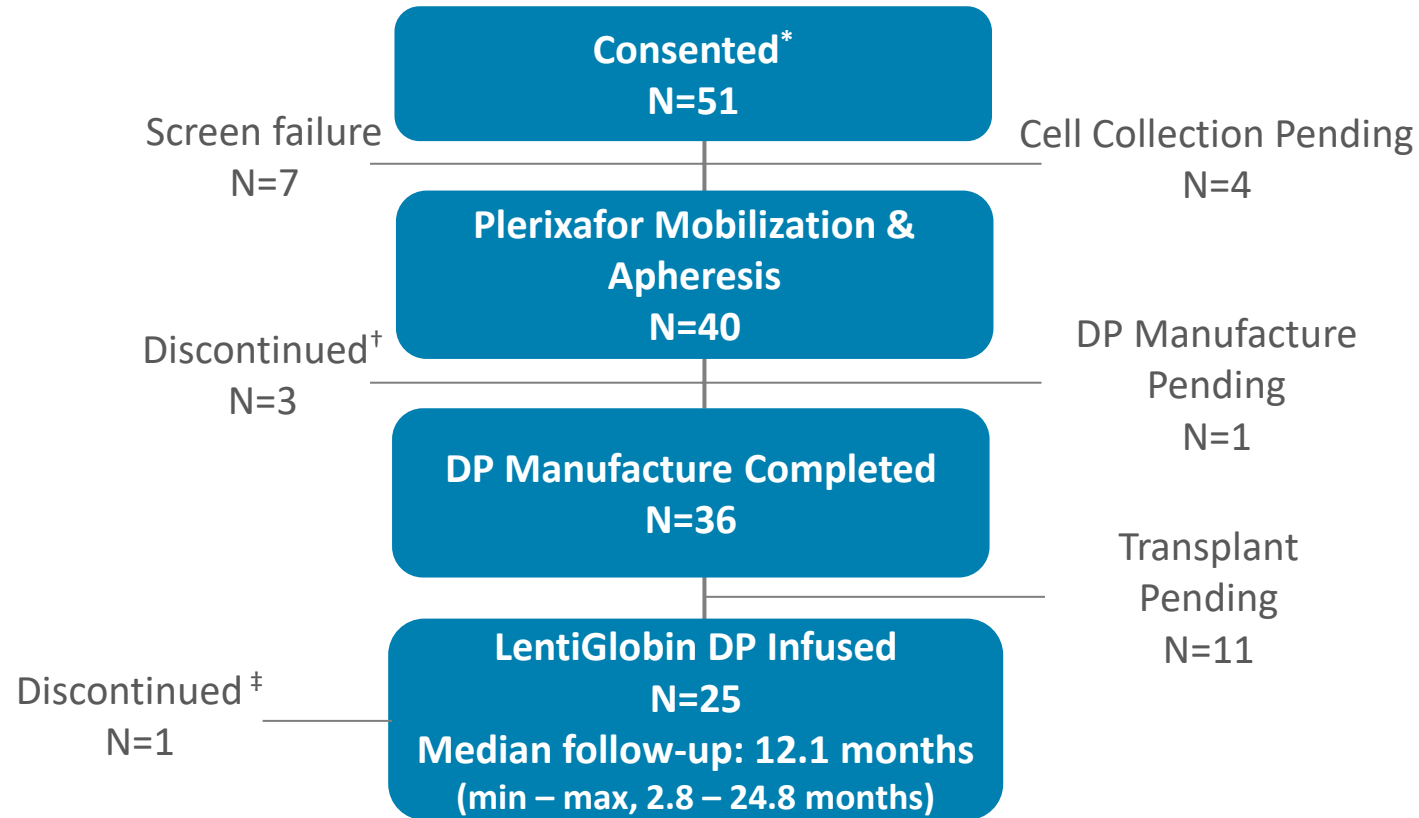 Consented*
N=51
Screen failure
N=7
Cell Collection Pending
N=4
Plerixafor Mobilization &
Apheresis
N=40
Discontinued†
N=3
DP Manufacture
Pending
N=1
DP Manufacture Completed
N=36
Transplant
Pending
N=11
LentiGlobin DP Infused
N=25
Median follow-up: 12.1 months
(min – max, 2.8 – 24.8 months)
Discontinued ‡
N=1